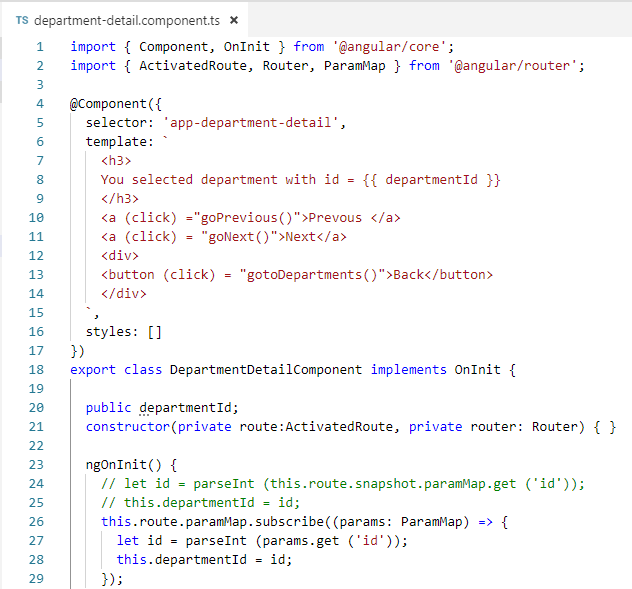 TS department-detail.component.ts ×
1 import { Component, OnInit } from '@angular/core';
2 import { ActivatedRoute, Router, ParamMap } from '@angular/router';
3
4 @Component({
5   selector: 'app-department-detail',
6   template: `
7     <h3>
8     You selected department with id = {{ departmentId }}
9     </h3>
10     <a (click) ="goPrevious()">Prevous </a>
11     <a (click) = "goNext()">Next</a>
12     <div>
13     <button (click) = "gotoDepartments()">Back</button>
14     </div>
15   `,
16   styles: []
17 })
18 export class DepartmentDetailComponent implements OnInit {
19
20   public departmentId;
21   constructor(private route:ActivatedRoute, private router: Router) { }
22
23   ngOnInit() {
24     // let id = parseInt (this.route.snapshot.paramMap.get ('id'));
25     // this.departmentId = id;
26     this.route.paramMap.subscribe((params: ParamMap) => {
27       let id = parseInt (params.get ('id'));
28       this.departmentId = id;
29     });